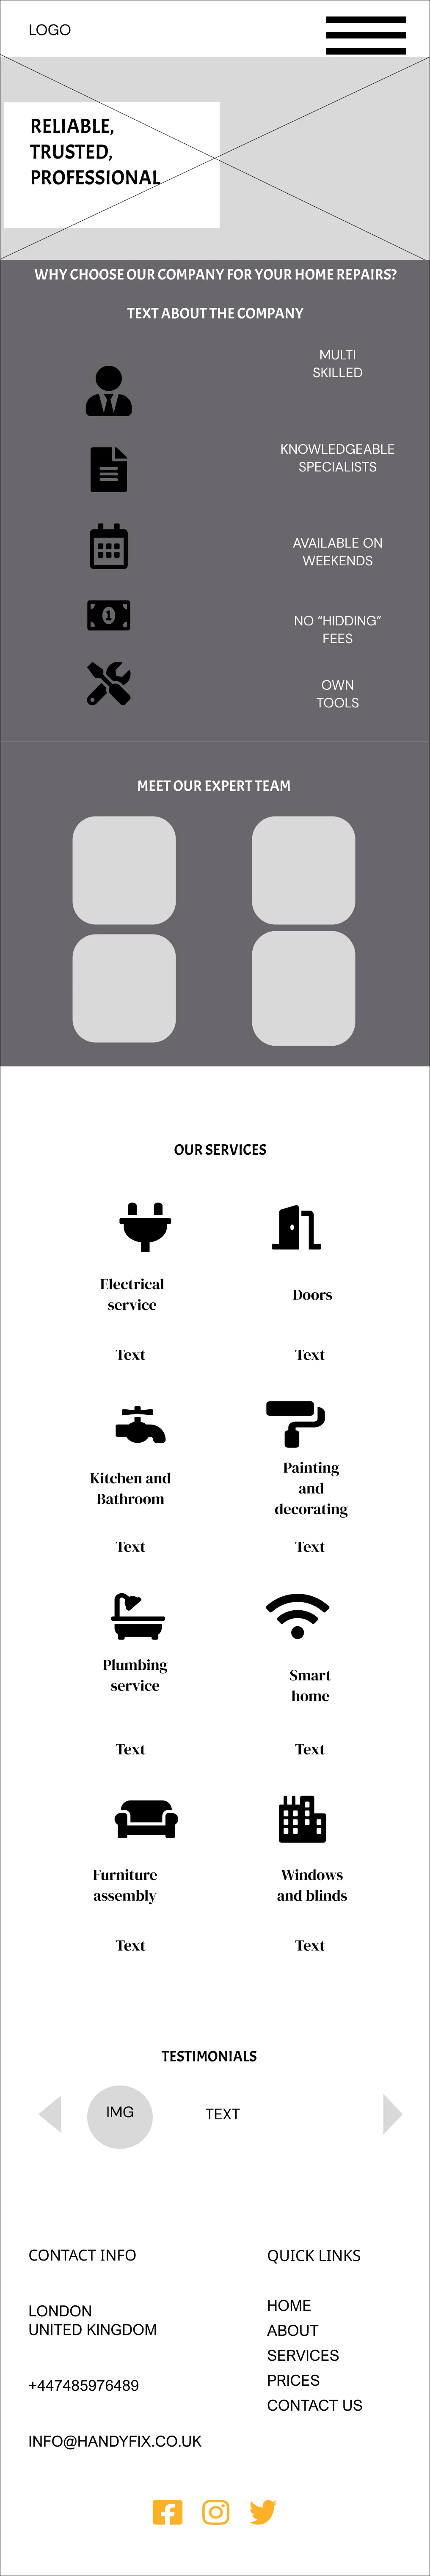 LOGO
RELIABLE,
TRUSTED,
PROFESSIONAL
WHY CHOOSE OUR COMPANY FOR YOUR HOME REPAIRS?
TEXT ABOUT THE COMPANY
MULTI
SKILLED
KNOWLEDGEABLE
SPECIALISTS
AVAILABLE ON
WEEKENDS
1
NO “HIDDING”
FEES
OWN
TOOLS
MEET OUR EXPERT TEAM
OUR SERVICES
Electrical
service
Doors
Text
Text
Kitchen and
Bathroom
Painting
and
decorating
Text
Text
Plumbing
service
Smart
home
Text
Text
Furniture
assembly
Windows
and blinds
Text
Text
TESTIMONIALS
IMG
TEXT
CONTACT INFO
LONDON
UNITED KINGDOM
+447485976489
INFO@HANDYFIX.CO.UK
QUICK LINKS
HOME
ABOUT
SERVICES
PRICES
CONTACT US